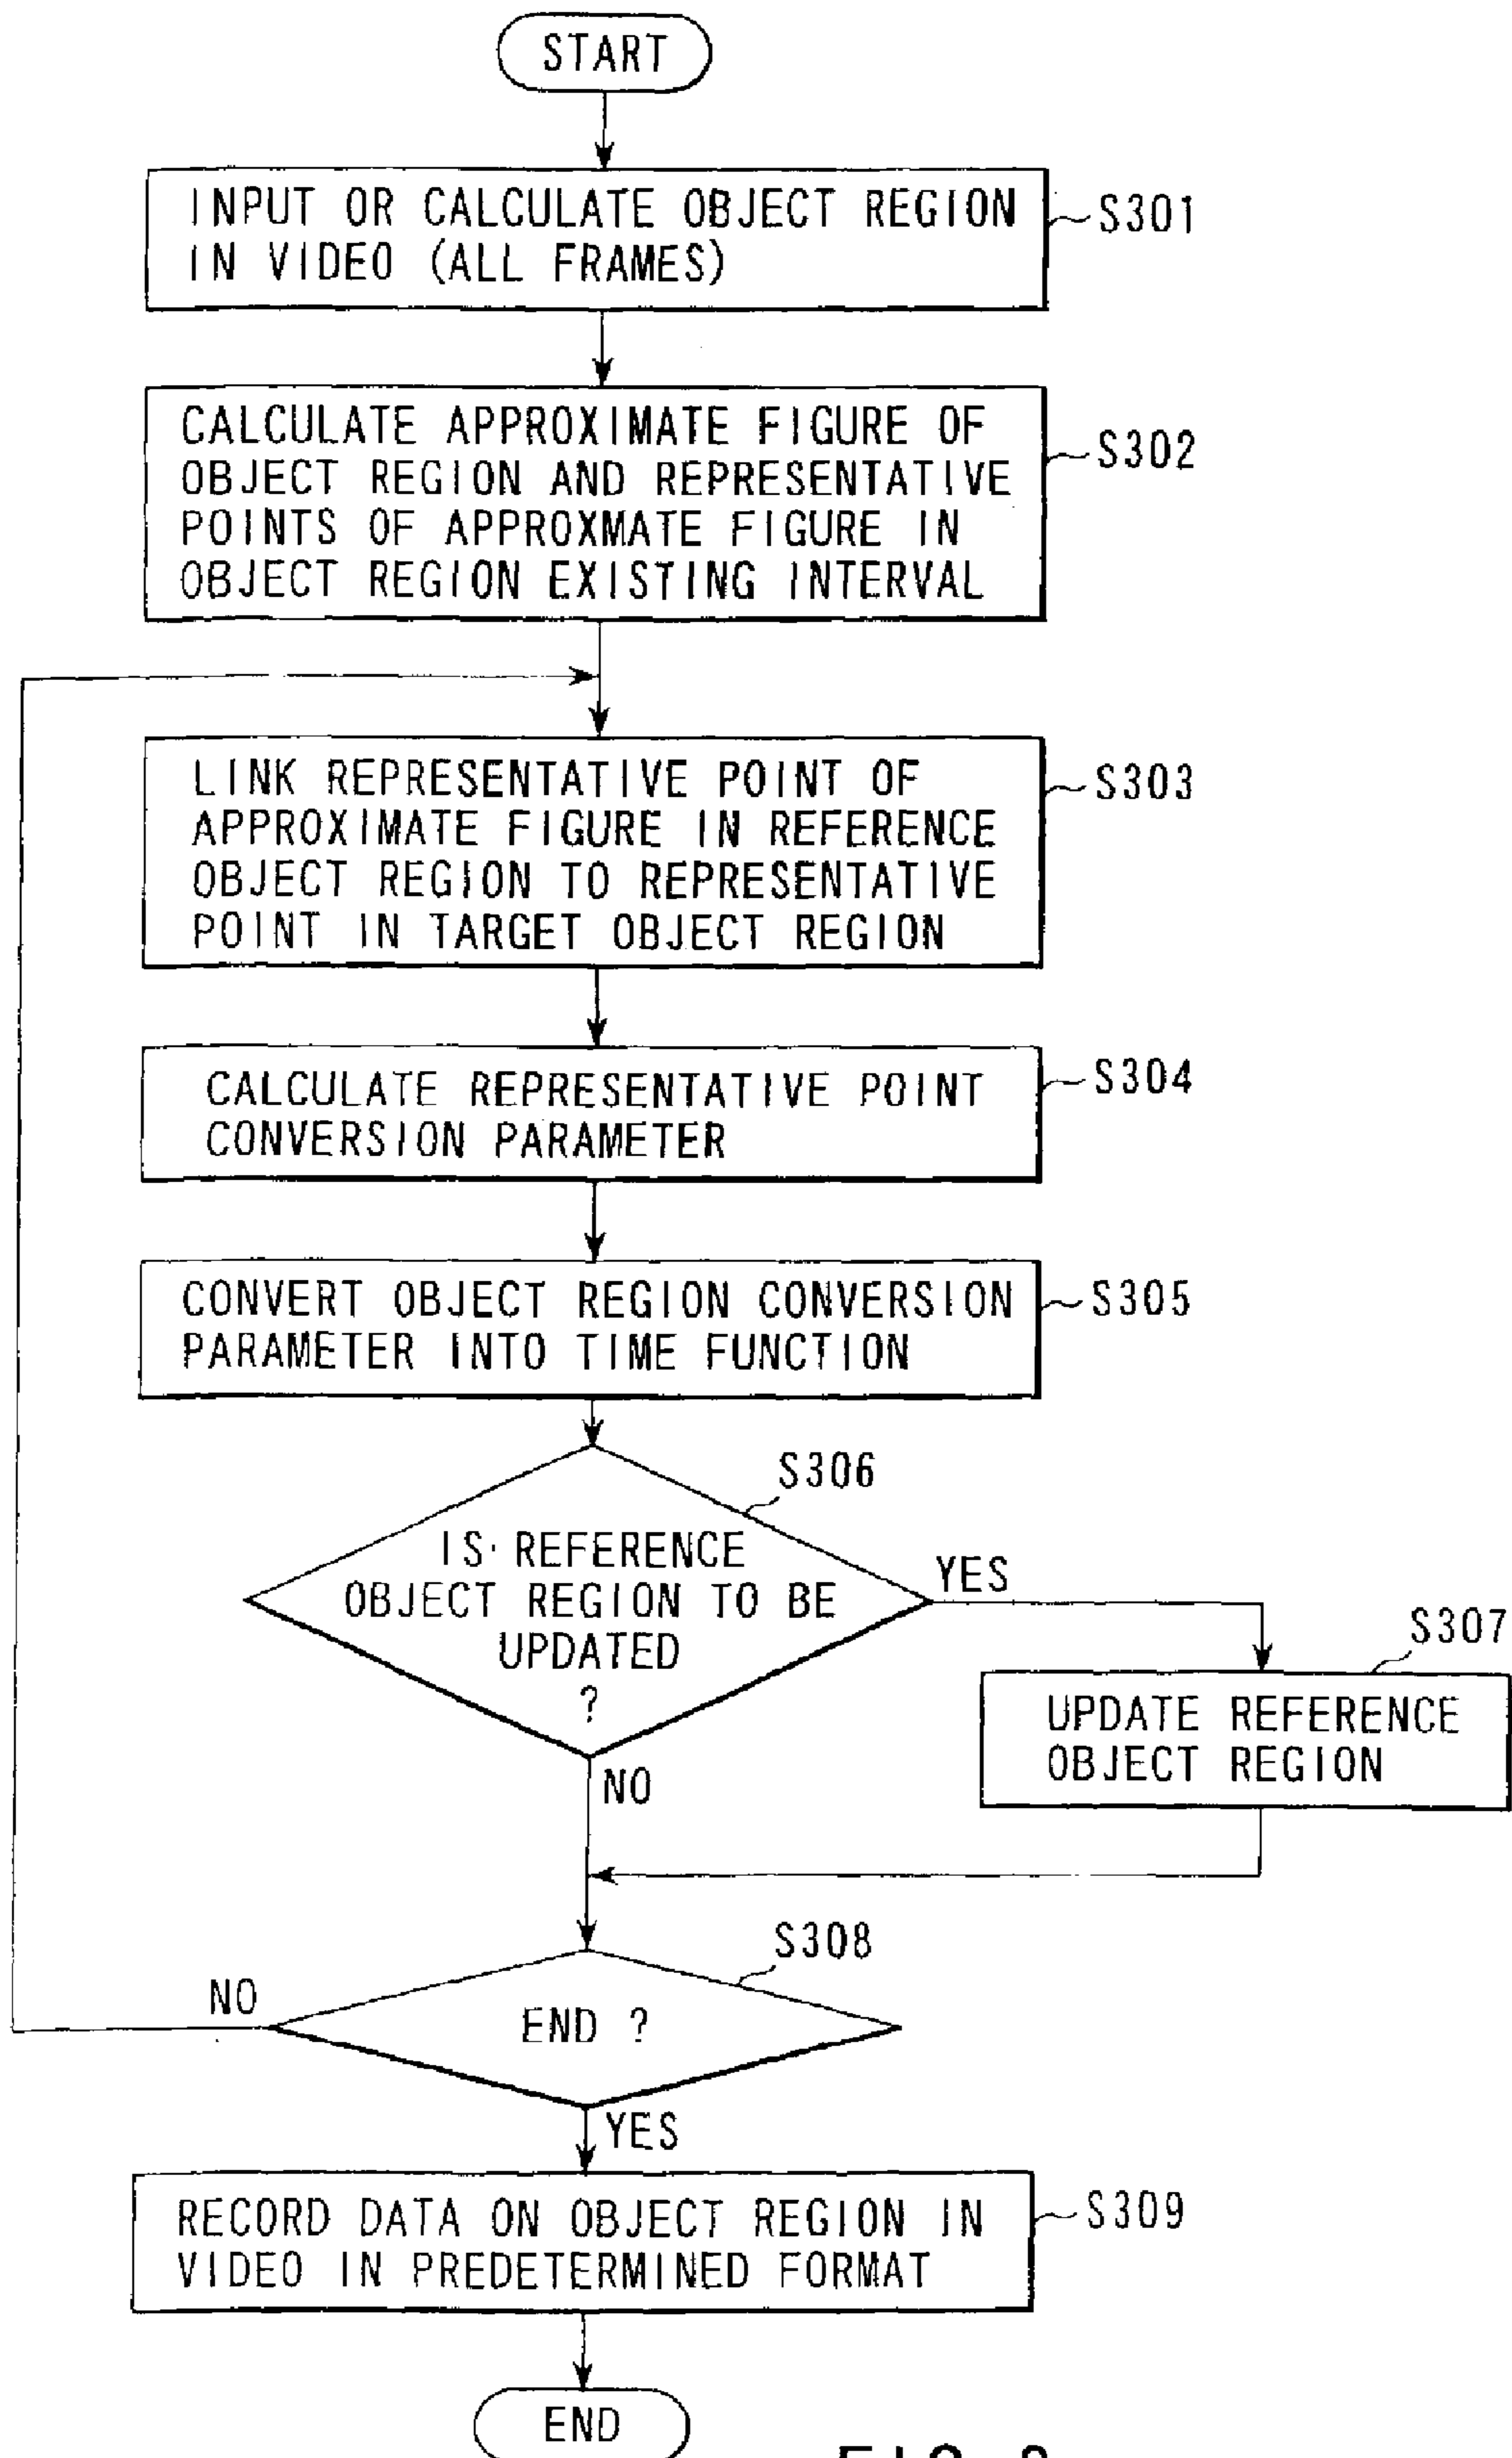 START
INPUT OR CALCULATE OBJECT REGION
IN VIDEO (ALL FRAMES)
S301
CALCULATE APPROXIMATE FIGURE OF
OBJECT REGION AND REPRESENTATIVE
POINTS OF APPROXMATE FIGURE IN
OBJECT REGION EXISTING INTERVAL
S302
LINK REPRESENTATIVE POINT OF
APPROXIMATE FIGURE IN REFERENCE
OBJECT REGION TO REPRESENTATIVE
POINT IN TARGET OBJECT REGION
S303
CALCULATE REPRESENTATIVE POINT
CONVERSION PARAMETER
S304
CONVERT OBJECT REGION CONVERSION
PARAMETER INTO TIME FUNCTION
S305
S306
IS REFERENCE
OBJECT REGION TO BE
UPDATED
?
YES
S307
UPDATE REFERENCE
OBJECT REGION
NO
S308
NO
END ?
YES
RECORD DATA ON OBJECT REGION IN
VIDEO IN PREDETERMINED FORMAT
S309
END